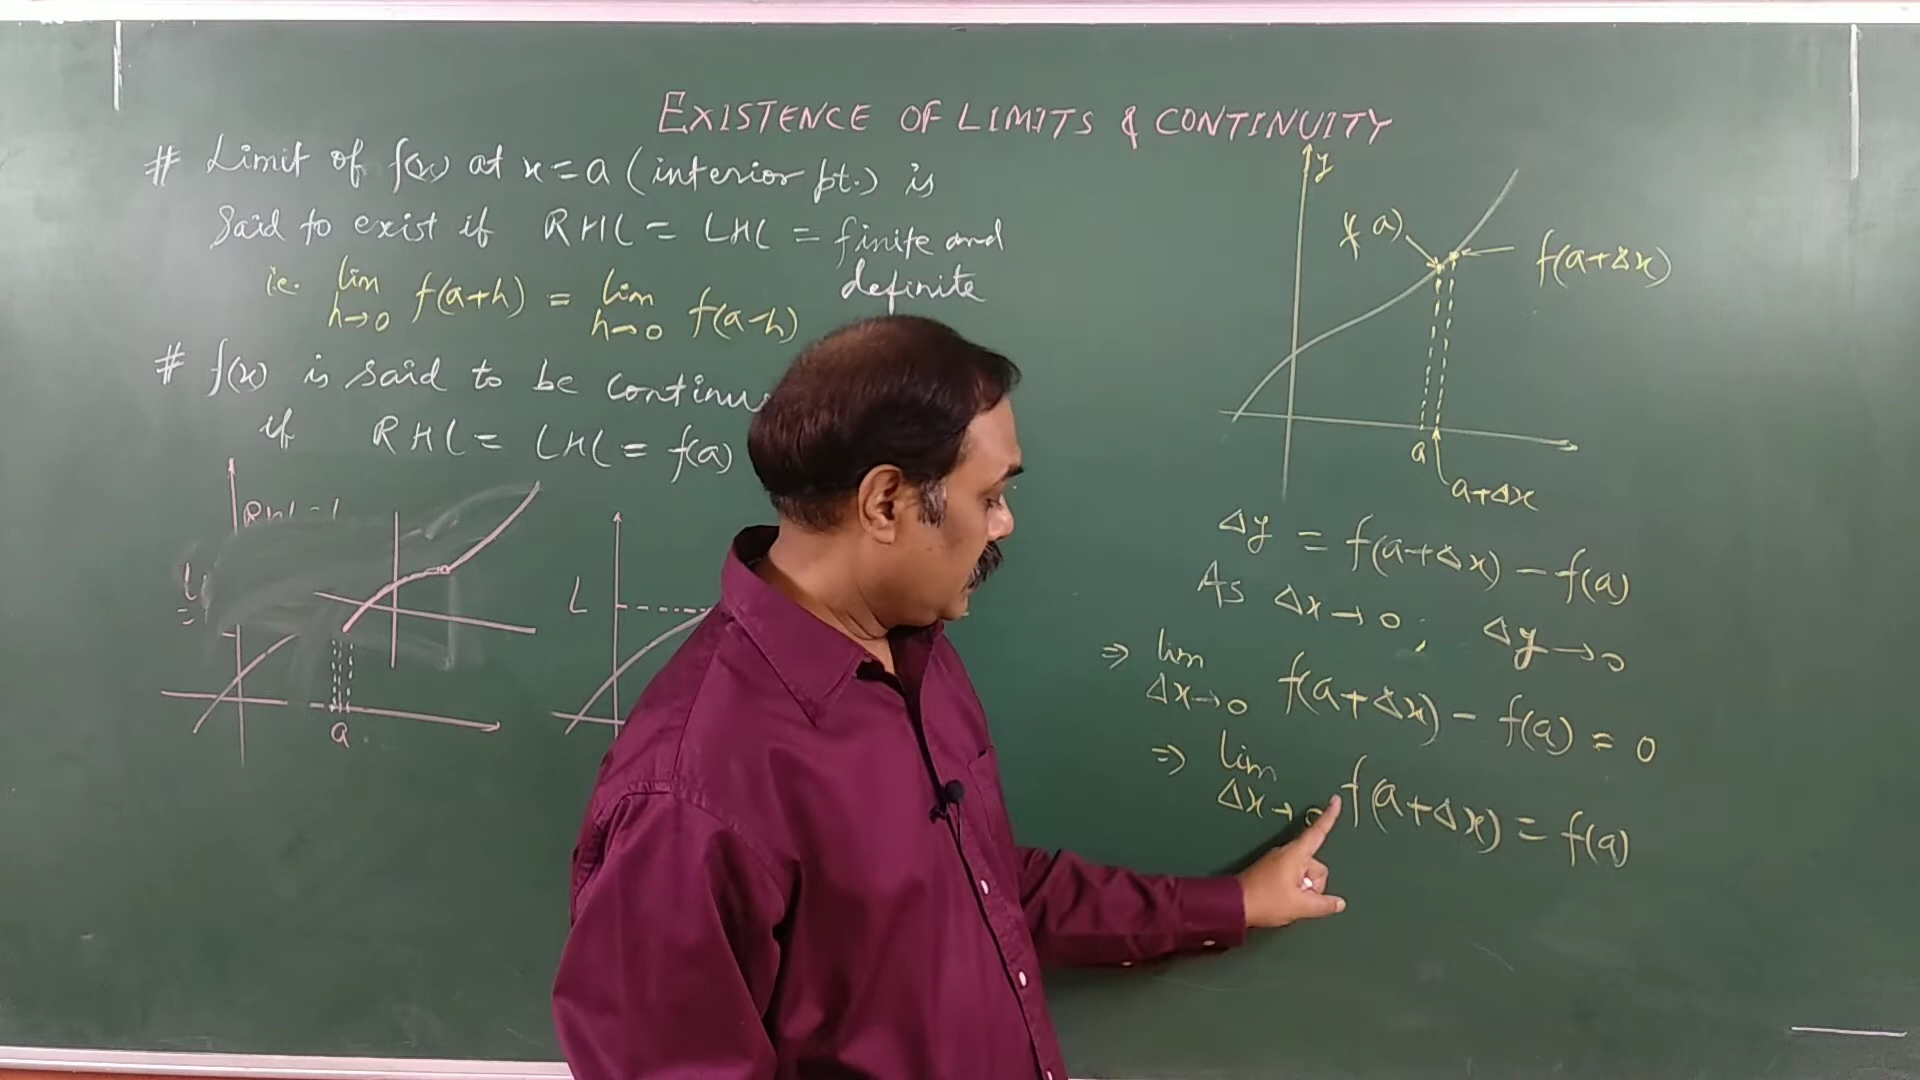 EXISTENCE OF LIMITS & CONTINUITY
# Limit of f(x) at x = a (interior pt.) is
Said to exist if RHL = LHL = finite and
definite
i.e. lim h→0 f(a+h) = lim h→0 f(a-h)
# f(x) is said to be continu
if RHL = LHL = f(a)
L
a
L
y
f(a)
f(a+Δx)
a
a+Δx
Δy = f(a+Δx) - f(a)
As Δx → 0 ; Δy → 0
⇒ lim Δx→0 f(a+Δx) - f(a) = 0
⇒ lim Δx→0 f(a+Δx) = f(a)